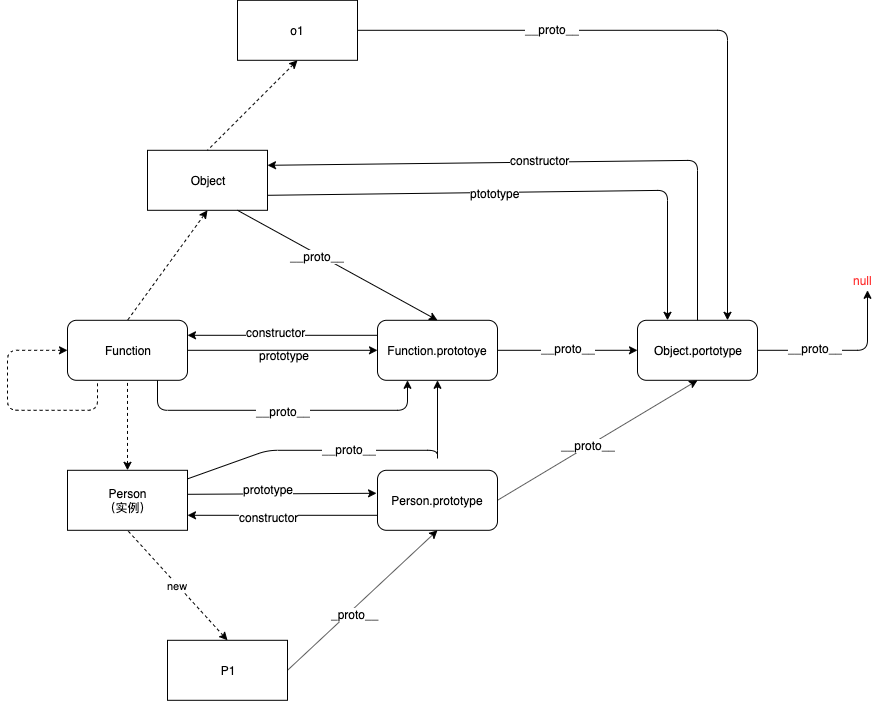 o1
__proto__
constructor
Object
ptototype
__proto__
null
constructor
Function
prototype
Function.prototoye
__proto__
Object.portotype
__proto__
__proto__
__proto__
__proto__
Person
(实例)
prototype
Person.prototype
constructor
new
__proto__
P1